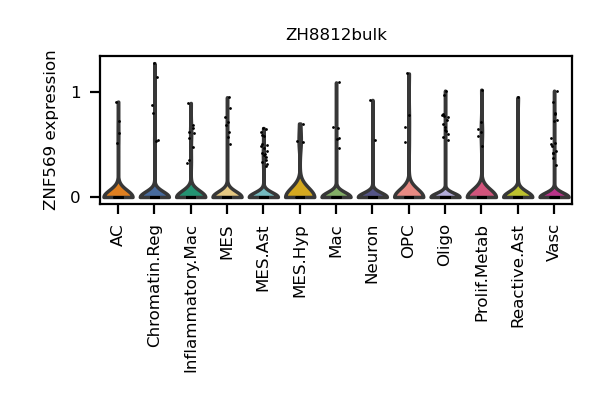 ZH8812bulk
ZNF569 expression
1
0
AC
Chromatin.Reg
Inflammatory.Mac
MES
MES.Ast
MES.Hyp
Mac
Neuron
OPC
Oligo
Prolif.Metab
Reactive.Ast
Vasc